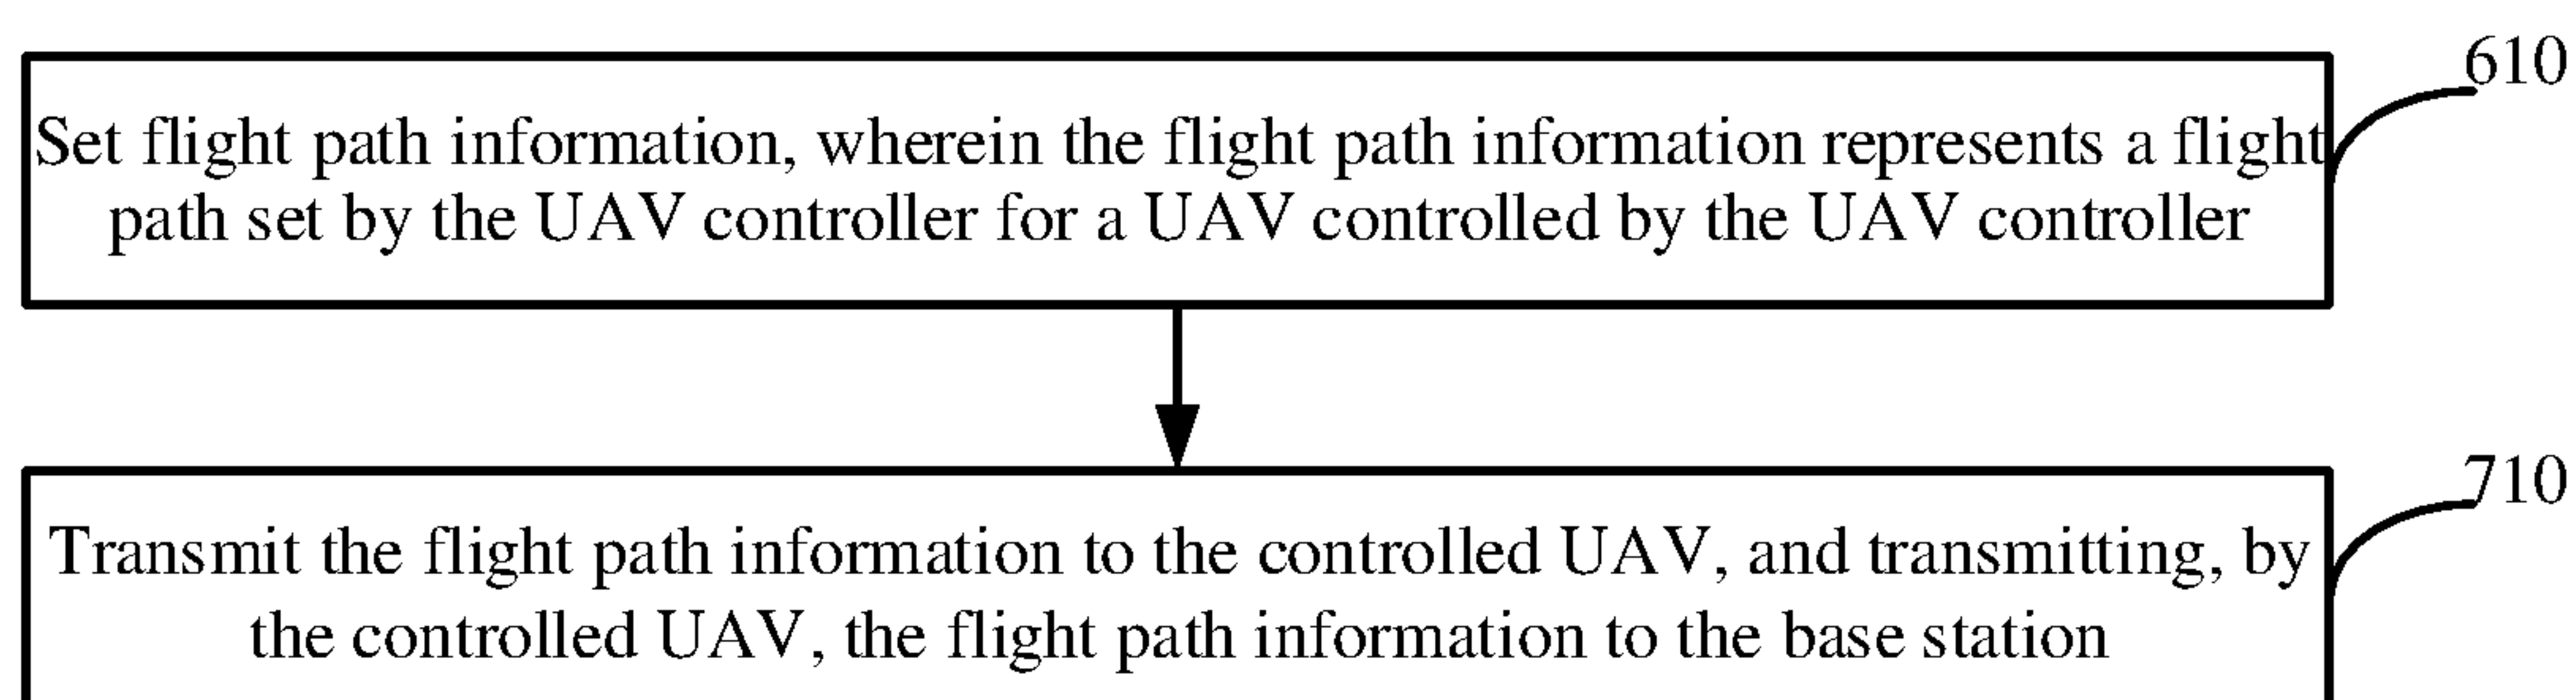 610
Set flight path information, wherein the flight path information represents a flight
path set by the UAV controller for a UAV controlled by the UAV controller
710
Transmit the flight path information to the controlled UAV, and transmitting, by
the controlled UAV, the flight path information to the base station